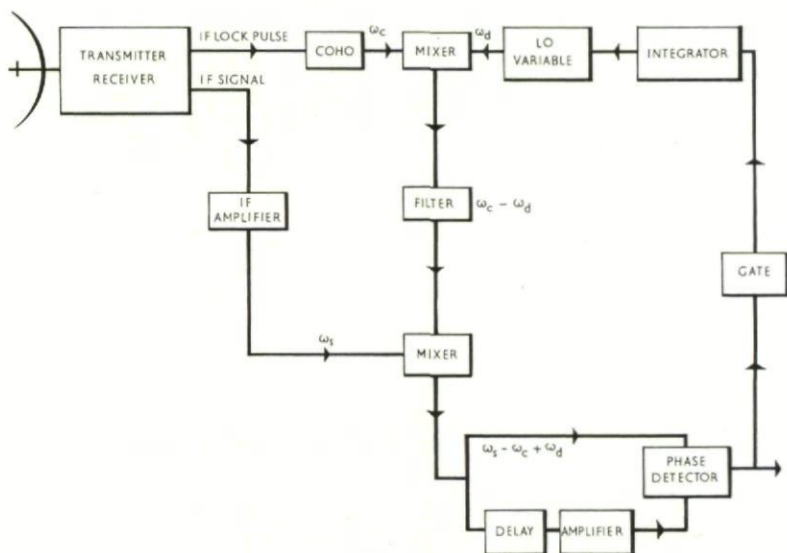 TRANSMITTER
RECEIVER
IF LOCK PULSE
COHO
ωc
MIXER
ωd
LO
VARIABLE
INTEGRATOR
IF SIGNAL
IF
AMPLIFIER
FILTER
ωc − ωd
GATE
ωs
MIXER
ωs − ωc + ωd
PHASE
DETECTOR
DELAY
AMPLIFIER